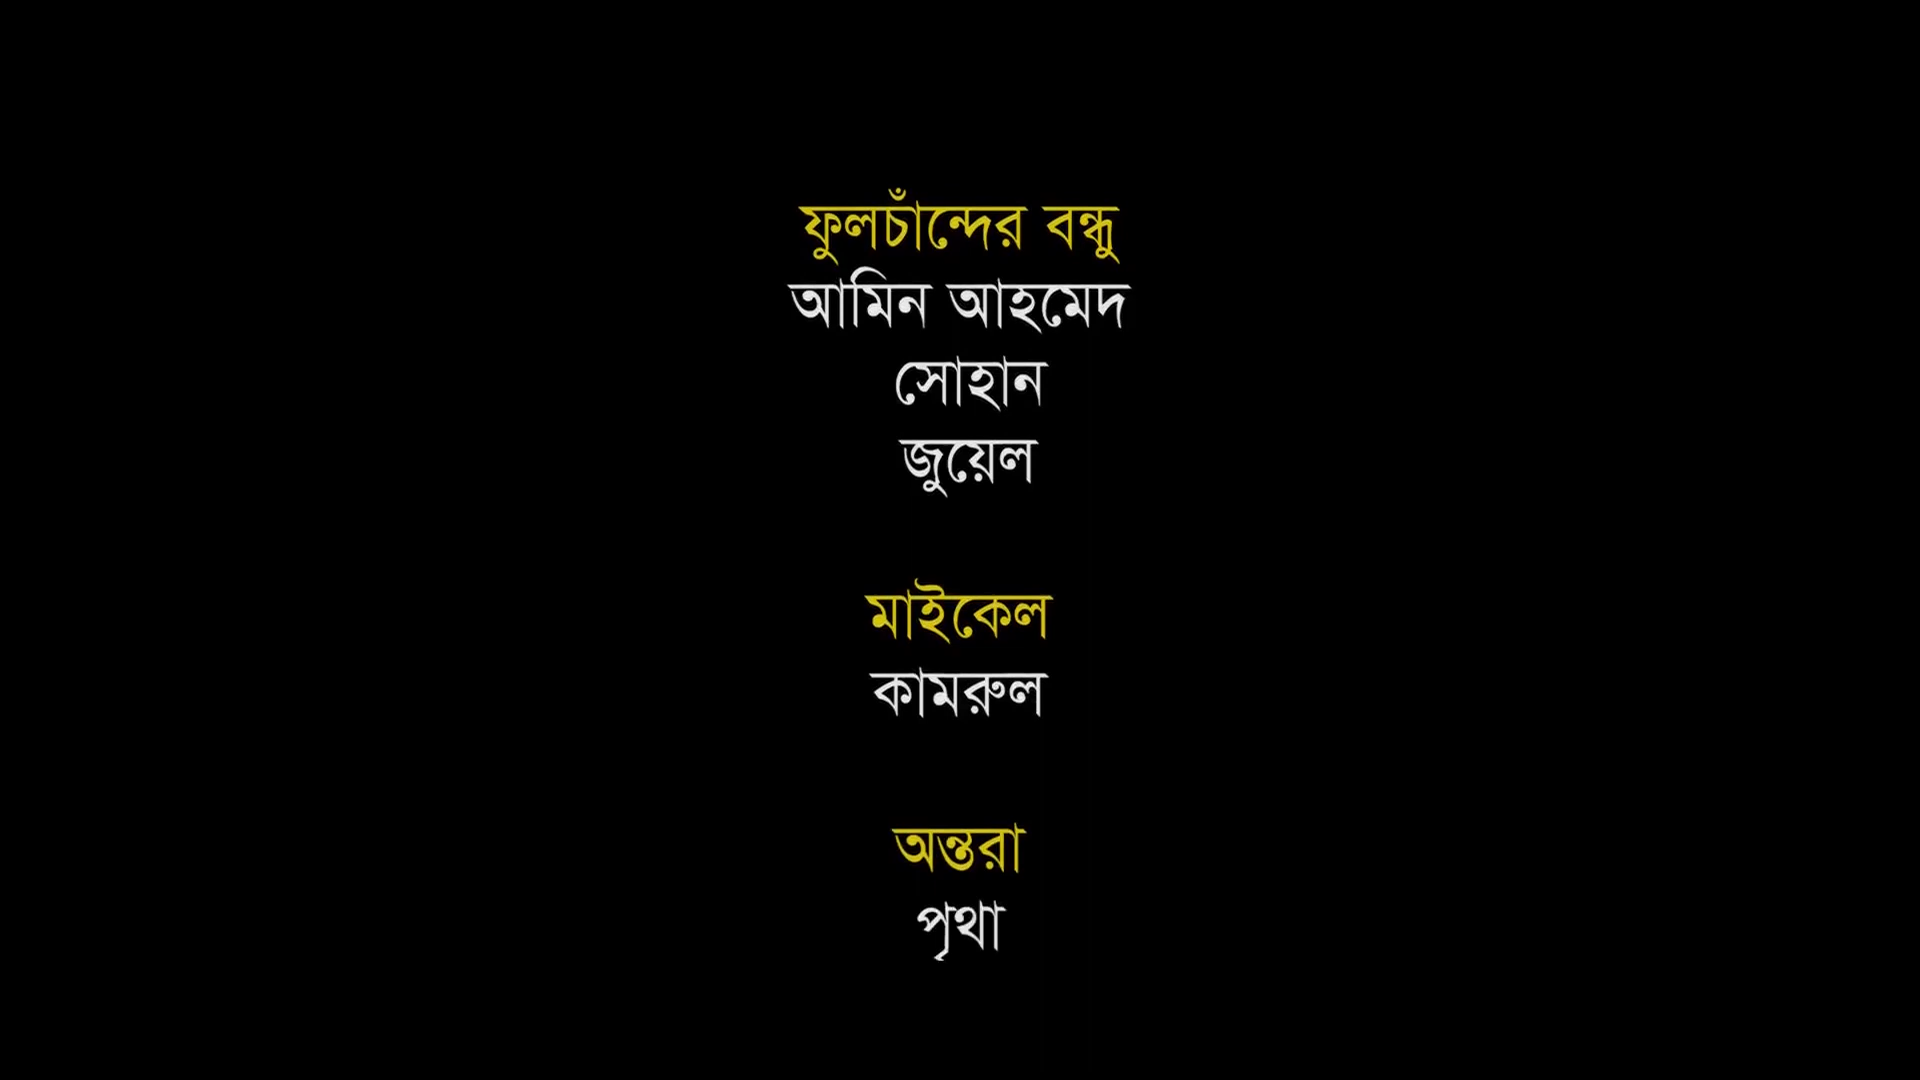 ফুলচাঁন্দের বন্ধু
আমিন আহমেদ
সোহান
জুয়েল
মাইকেল
কামরুল
অন্তরা
পৃথা